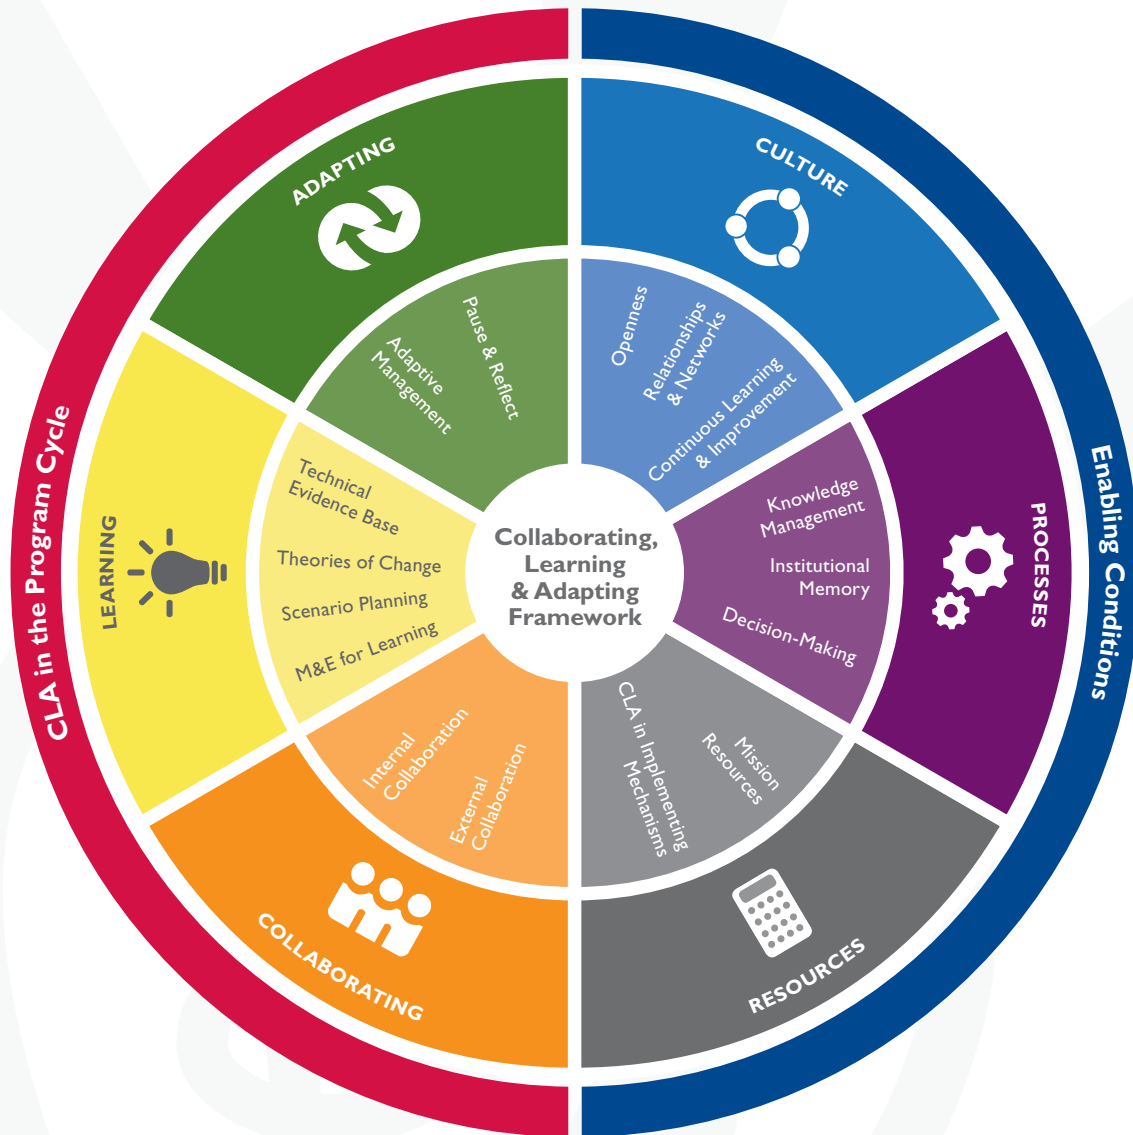 CLA in the Program Cycle
Enabling Conditions
ADAPTING
Adaptive
Management
Pause & Reflect
CULTURE
Openness
Relationships
& Networks
Continuous Learning
& Improvement
LEARNING
Technical
Evidence Base
Theories of Change
Scenario Planning
M&E for Learning
Collaborating,
Learning
& Adapting
Framework
PROCESSES
Knowledge
Management
Institutional
Memory
Decision-Making
COLLABORATING
Internal
Collaboration
External
Collaboration
RESOURCES
CLA in Implementing
Mechanisms
Mission
Resources